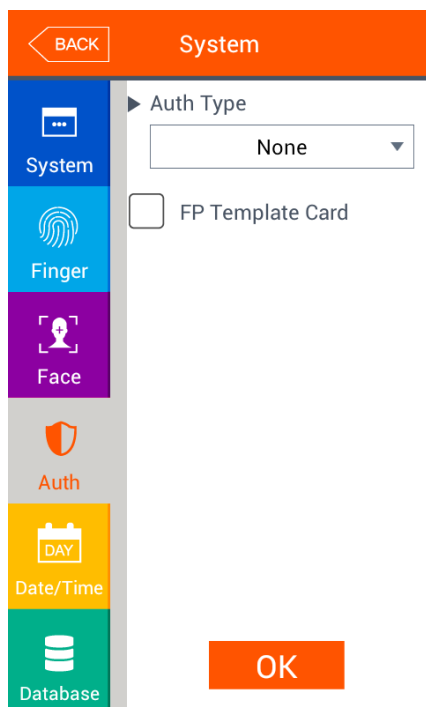 BACK
System
System
Finger
Face
Auth
DAY
Date/Time
Database
Auth Type
None
FP Template Card
OK